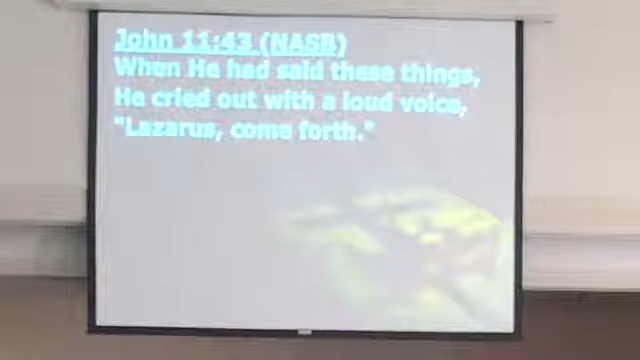 John 11:43 (NASB)
When He had said these things,
He cried out with a loud voice,
"Lazarus, come forth."